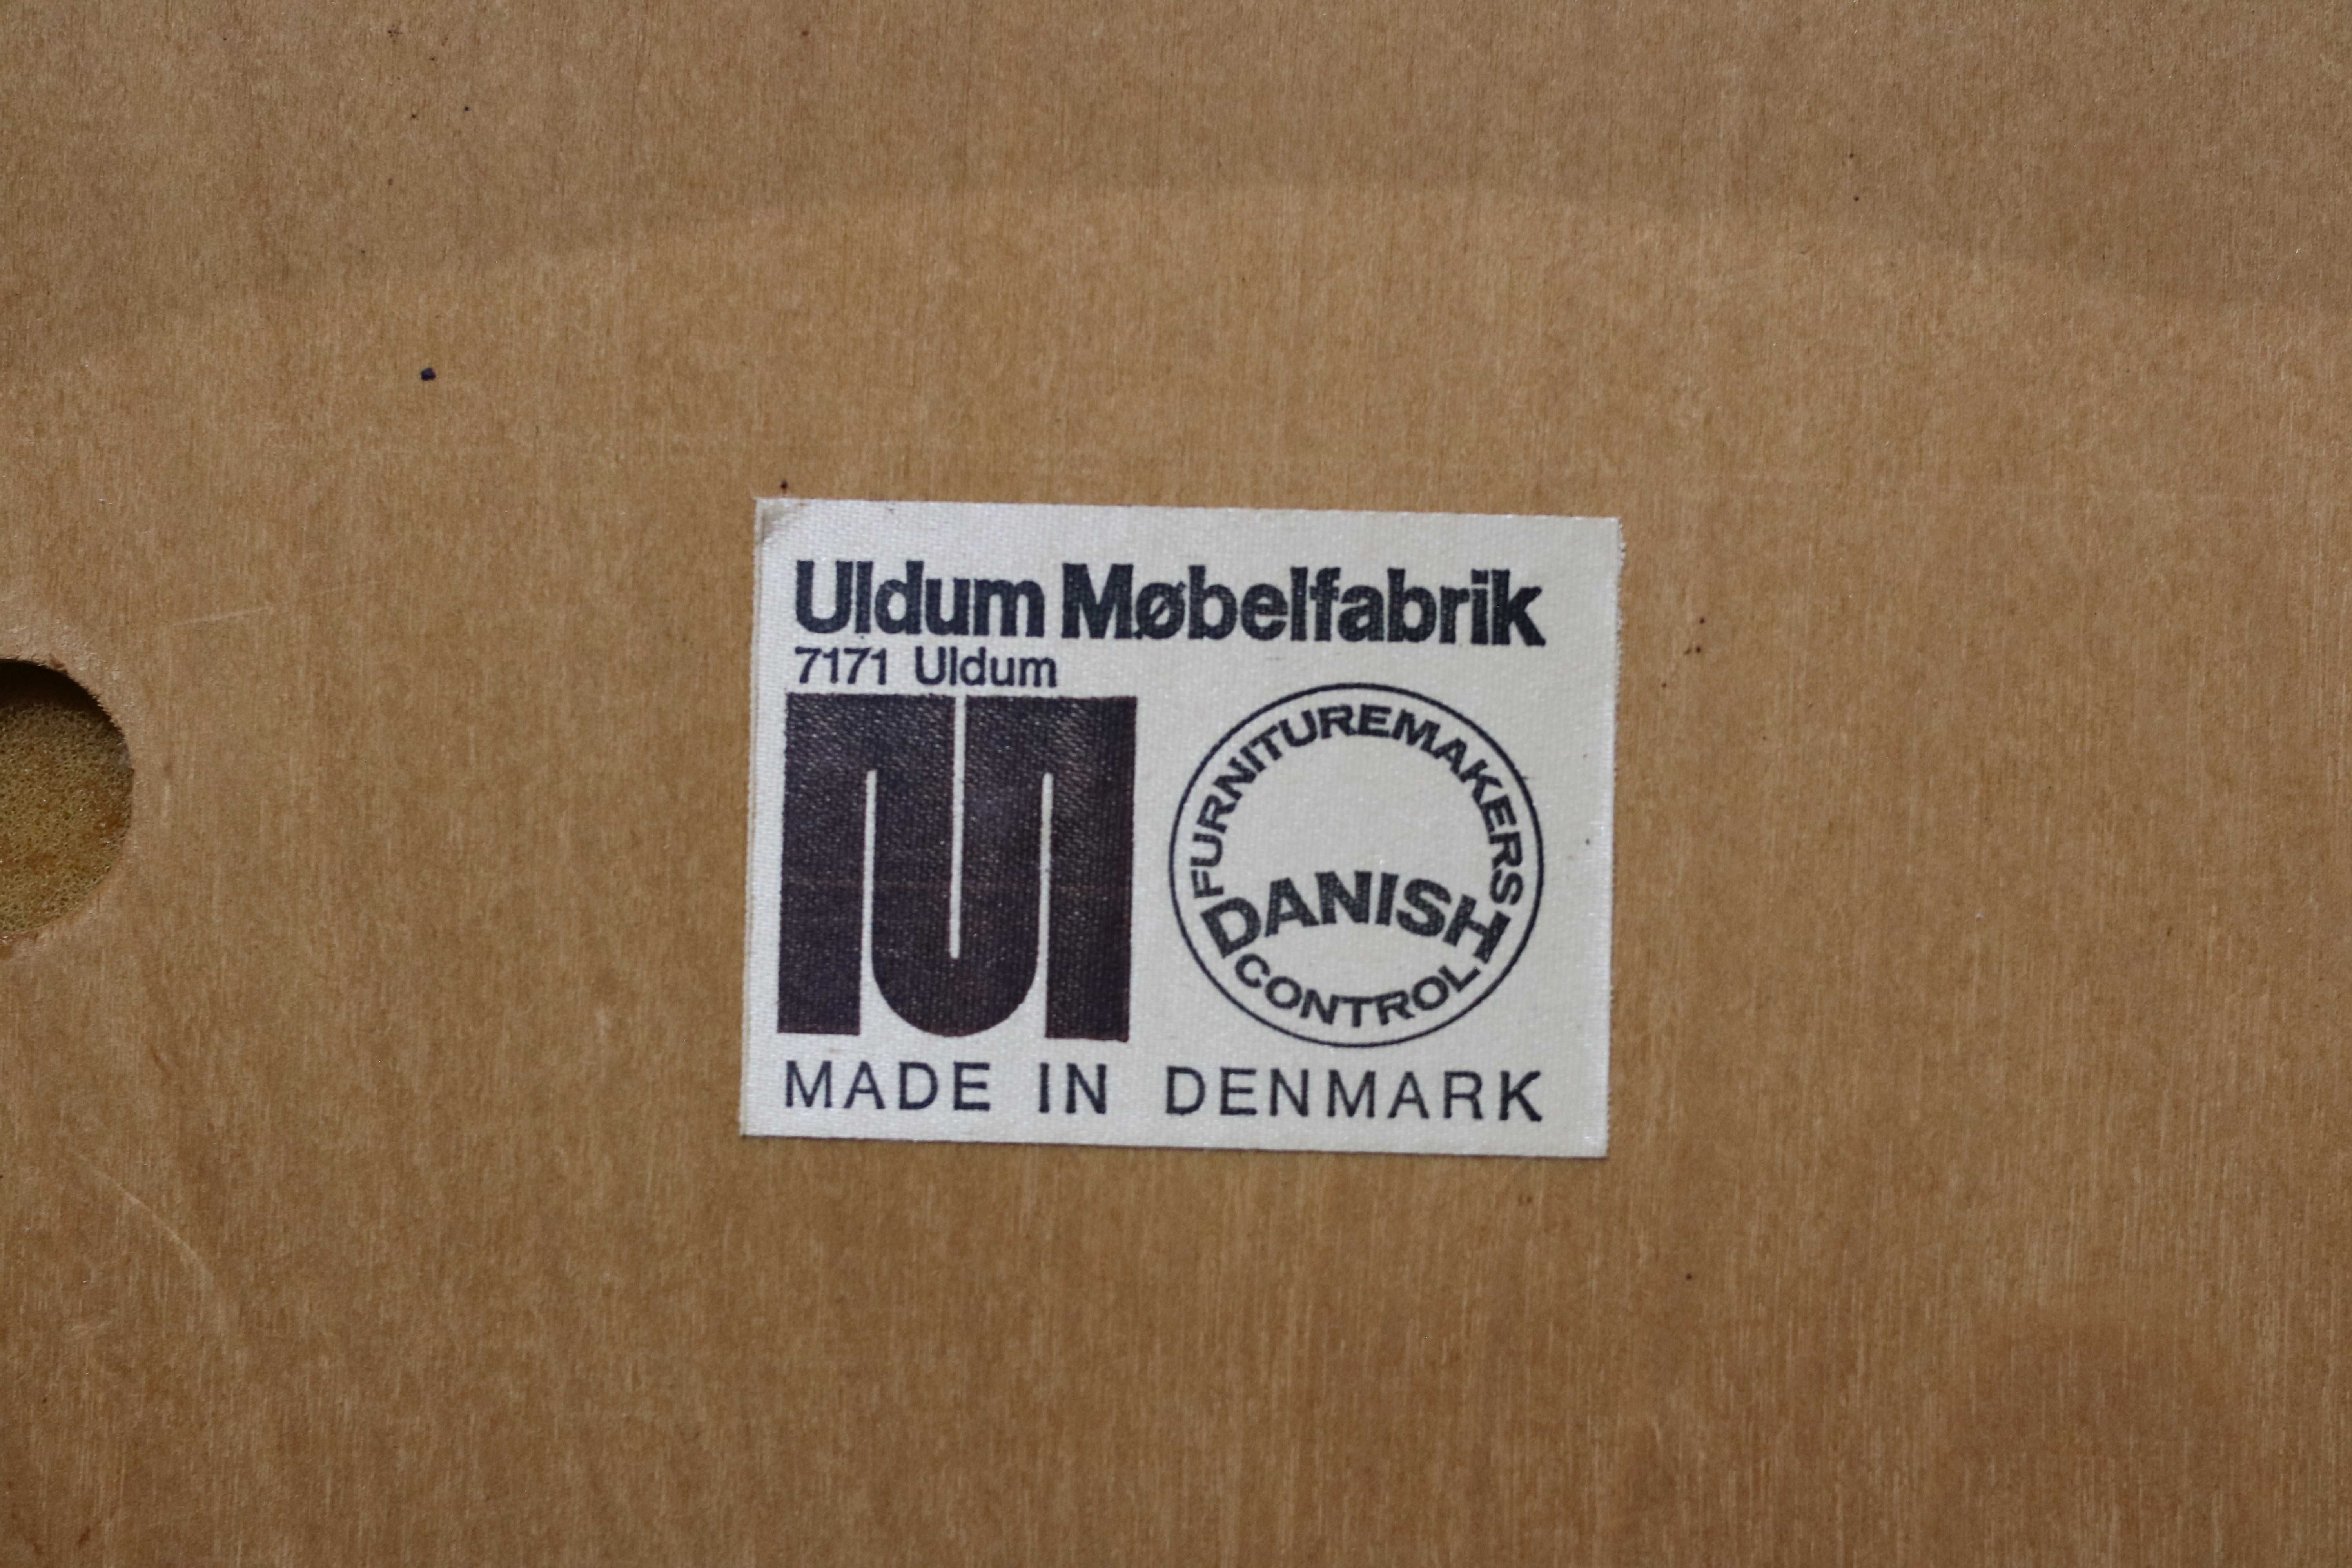 Uldum Møbelfabrik
7171 Uldum
FURNITUREMAKERS
DANISH
CONTROL
MADE IN DENMARK